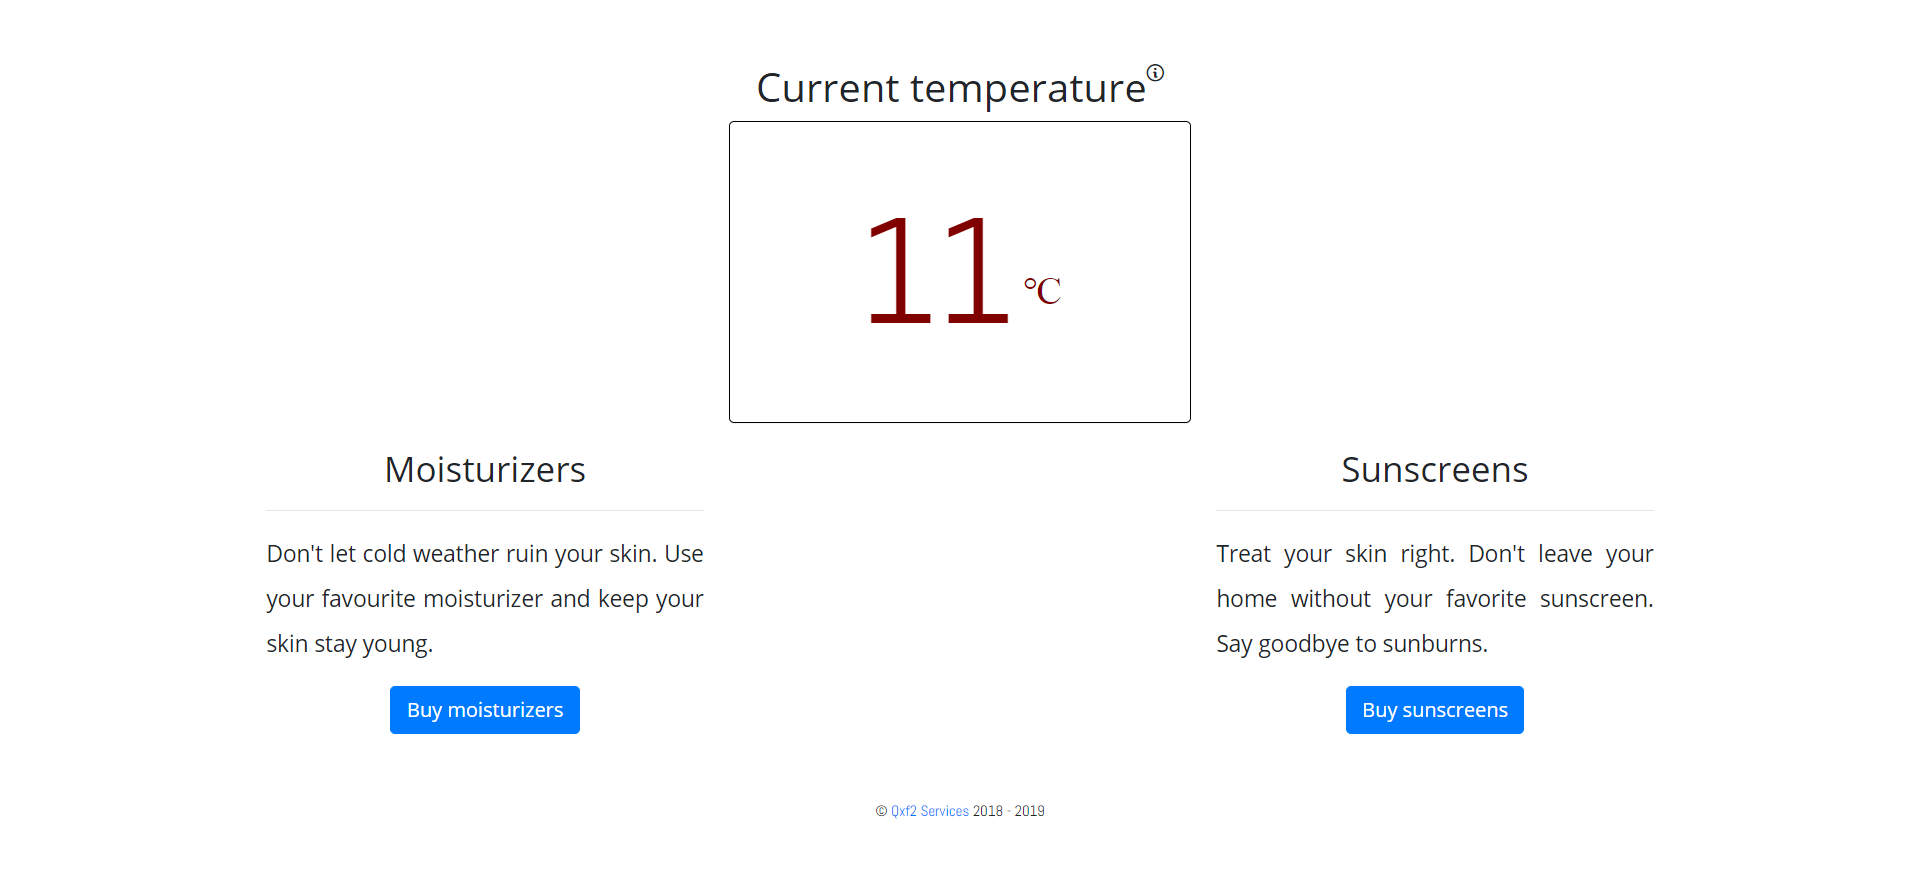 Current temperature
11 ℃
Moisturizers
Don't let cold weather ruin your skin. Use
your favourite moisturizer and keep your
skin stay young.
Buy moisturizers
Sunscreens
Treat your skin right. Don't leave your
home without your favorite sunscreen.
Say goodbye to sunburns.
Buy sunscreens
© Qxf2 Services 2018 - 2019